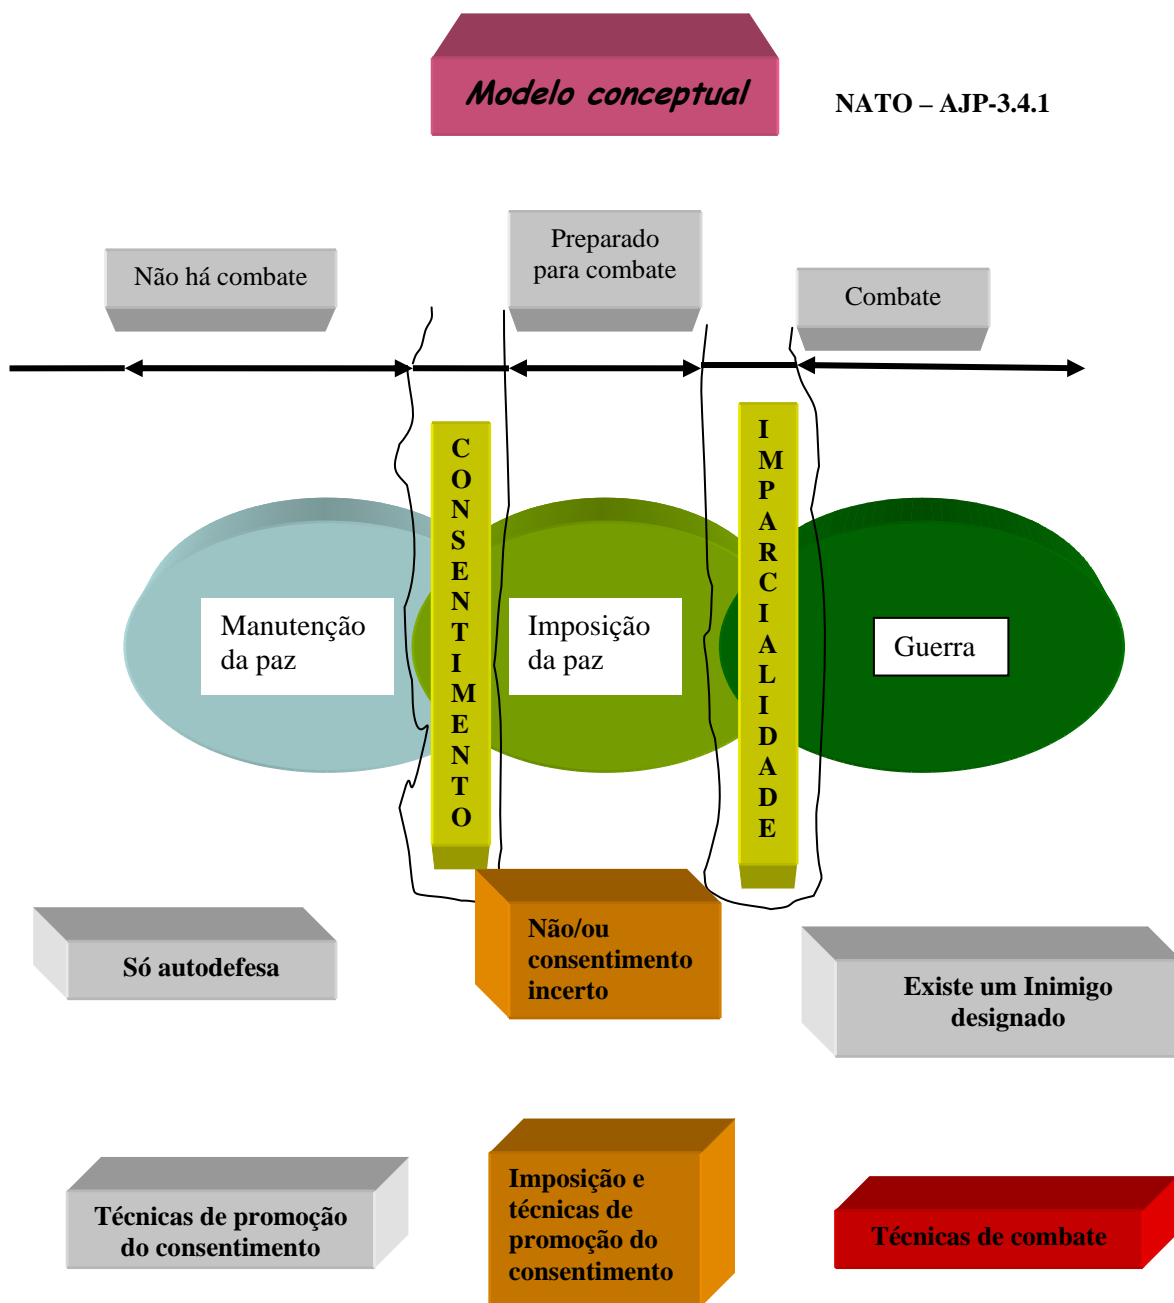 Modelo conceptual
NATO – AJP-3.4.1
Não há combate
Preparado
para combate
Combate
CONSENTIMENTO
IMPARCIALIDADE
Manutenção
da paz
Imposição
da paz
Guerra
Só autodefesa
Não/ou
consentimento
incerto
Existe um Inimigo
designado
Técnicas de promoção
do consentimento
Imposição e
técnicas de
promoção do
consentimento
Técnicas de combate